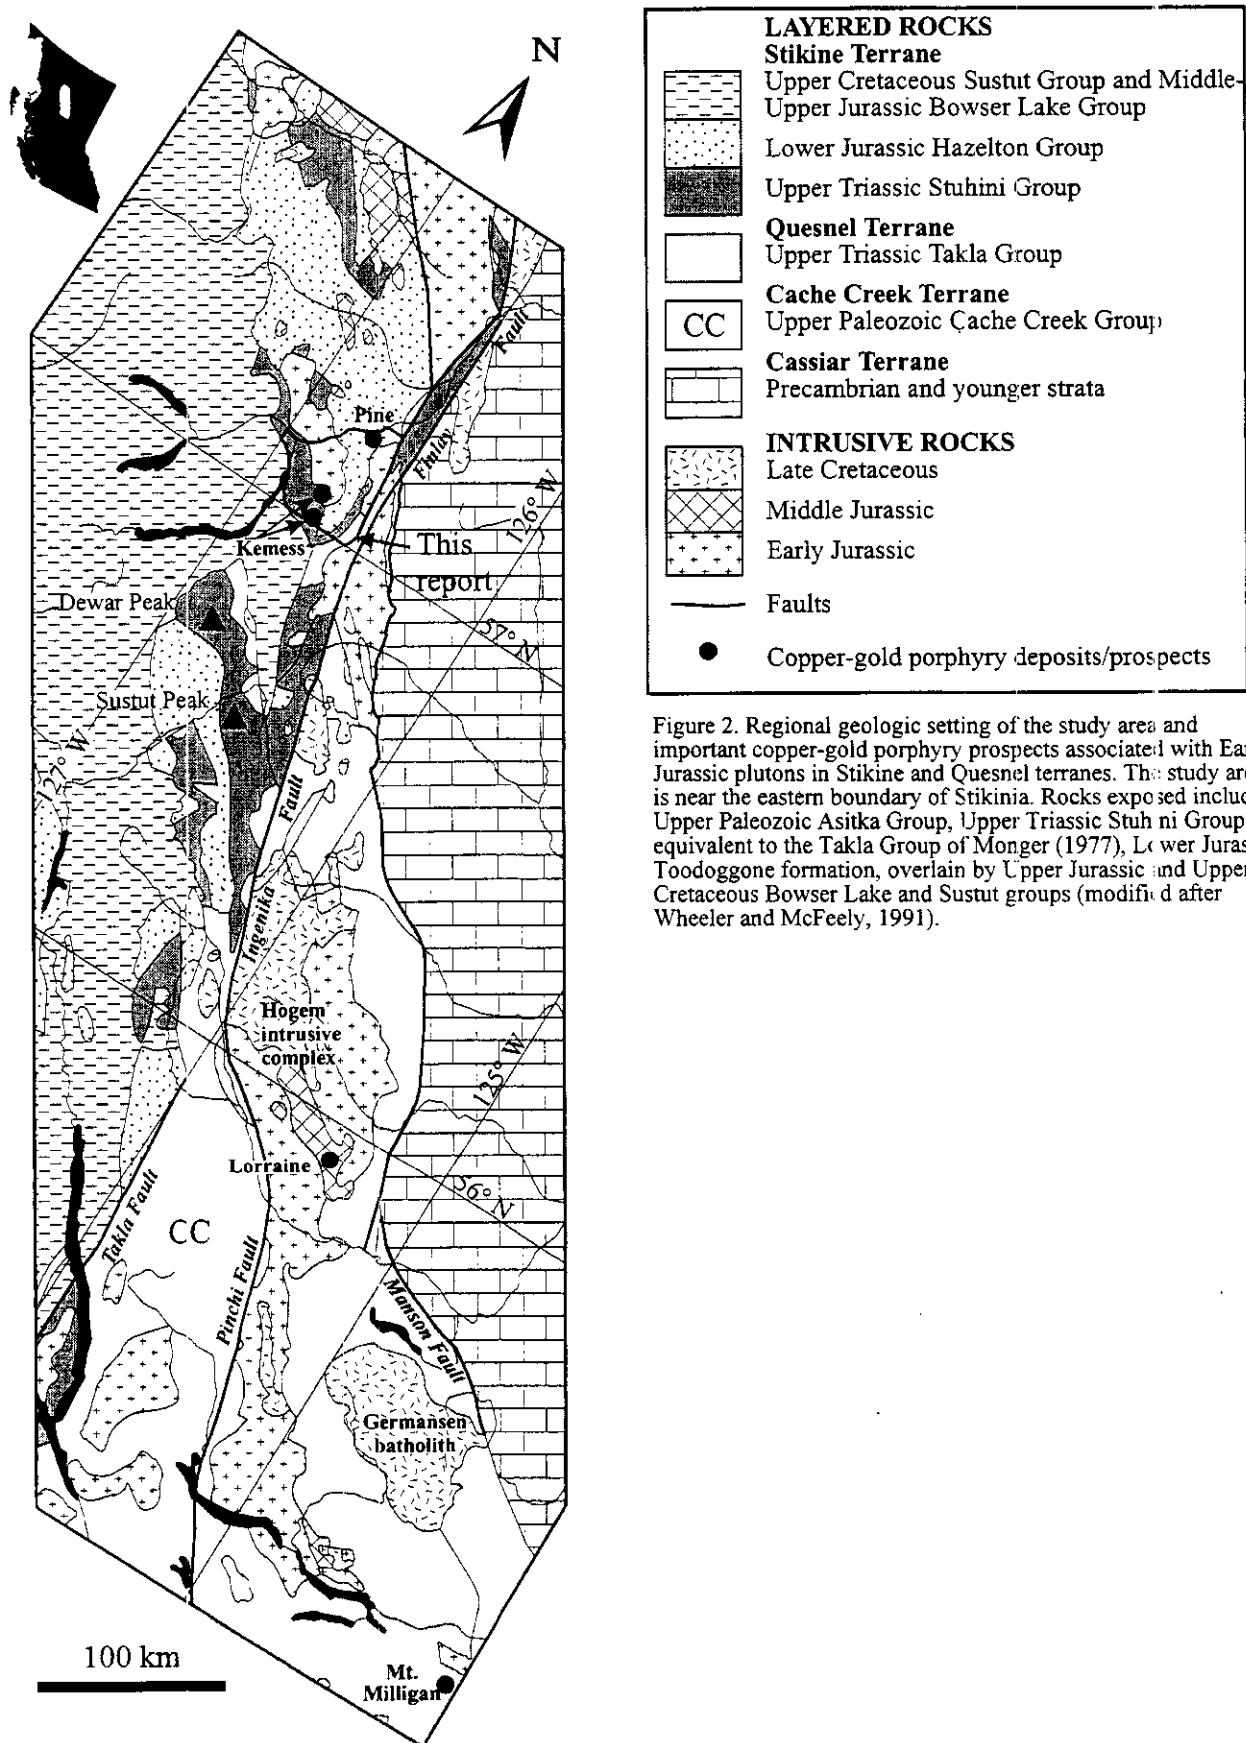 N
Pine
Finlay Fault
Kemess
This
report
126° W
Dewar Peak
57° N
Sustut Peak
127° W
Ingenika Fault
Hogem
intrusive
complex
125° W
Lorraine
56° N
Takla Fault
CC
Pinchi Fault
Manson Fault
Germansen
batholith
100 km
Mt.
Milligan
LAYERED ROCKS
Stikine Terrane
Upper Cretaceous Sustut Group and Middle-
Upper Jurassic Bowser Lake Group
Lower Jurassic Hazelton Group
Upper Triassic Stuhini Group
Quesnel Terrane
Upper Triassic Takla Group
Cache Creek Terrane
CC Upper Paleozoic Cache Creek Group
Cassiar Terrane
Precambrian and younger strata
INTRUSIVE ROCKS
Late Cretaceous
Middle Jurassic
Early Jurassic
Faults
Copper-gold porphyry deposits/prospects
Figure 2. Regional geologic setting of the study area and
important copper-gold porphyry prospects associated with Ea
Jurassic plutons in Stikine and Quesnel terranes. The study ar
is near the eastern boundary of Stikinia. Rocks exposed includ
Upper Paleozoic Asitka Group, Upper Triassic Stuh ni Group
equivalent to the Takla Group of Monger (1977), Lower Juras
Toodoggone formation, overlain by Upper Jurassic and Upper
Cretaceous Bowser Lake and Sustut groups (modified after
Wheeler and McFeely, 1991).